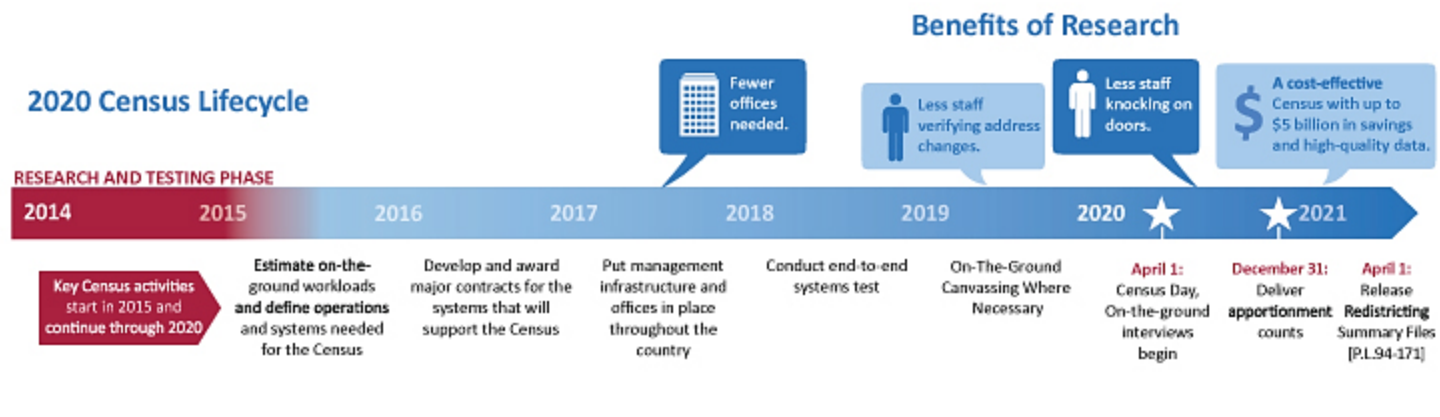 Benefits of Research
2020 Census Lifecycle
Fewer
offices
needed.
Less staff
verifying address
changes.
Less staff
knocking on
doors.
$
A cost-effective
Census with up to
$5 billion in savings
and high-quality data.
RESEARCH AND TESTING PHASE
2014 2015 2016 2017 2018 2019 2020 2021
Key Census activities
start in 2015 and
continue through 2020
Estimate on-the-
ground workloads
and define operations
and systems needed
for the Census
Develop and award
major contracts for the
systems that will
support the Census
Put management
infrastructure and
offices in place
throughout the
country
Conduct end-to-end
systems test
On-The-Ground
Canvassing Where
Necessary
April 1:
Census Day,
On-the-ground
interviews
begin
December 31:
Deliver
apportionment
counts
April 1:
Release
Redistricting
Summary Files
[P.L.94-171]